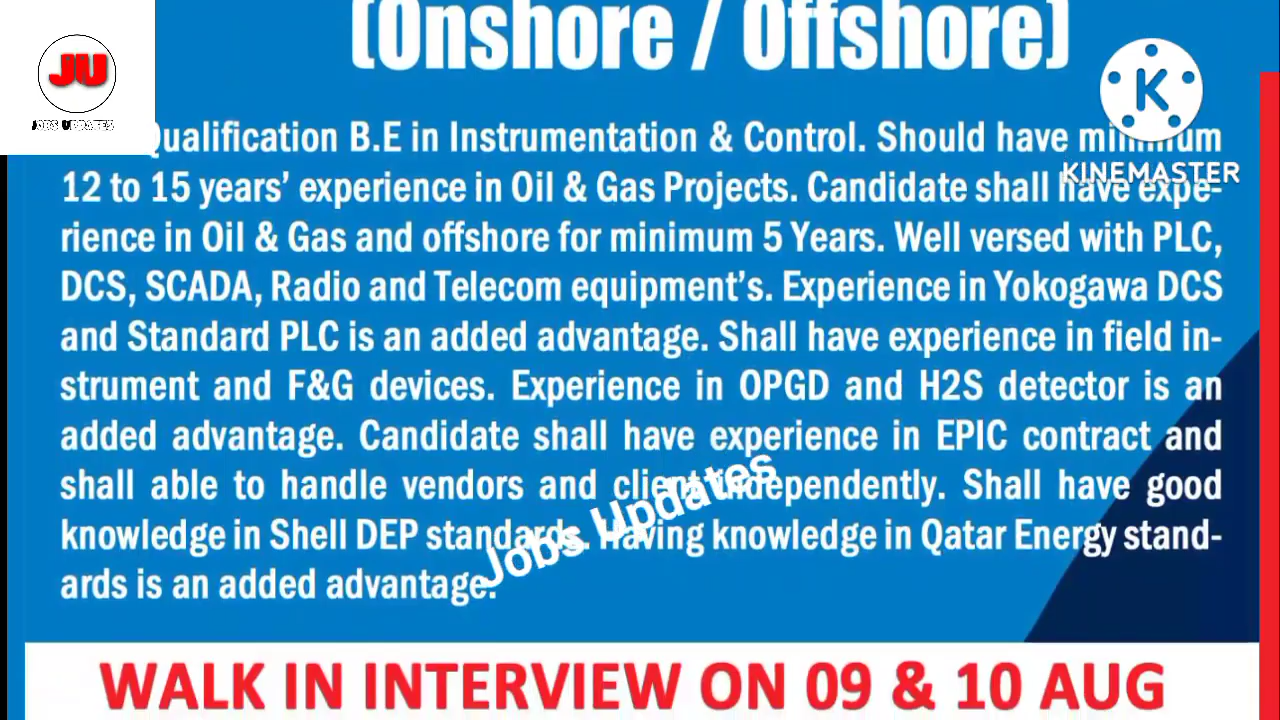 (Onshore / Offshore)
JU
JOBS UPDATES
K
KINEMASTER
Qualification B.E in Instrumentation & Control. Should have minimum
12 to 15 years’ experience in Oil & Gas Projects. Candidate shall have expe-
rience in Oil & Gas and offshore for minimum 5 Years. Well versed with PLC,
DCS, SCADA, Radio and Telecom equipment’s. Experience in Yokogawa DCS
and Standard PLC is an added advantage. Shall have experience in field in-
strument and F&G devices. Experience in OPGD and H2S detector is an
added advantage. Candidate shall have experience in EPIC contract and
shall able to handle vendors and client independently. Shall have good
knowledge in Shell DEP standards. Having knowledge in Qatar Energy stand-
ards is an added advantage.
Jobs Updates
WALK IN INTERVIEW ON 09 & 10 AUG